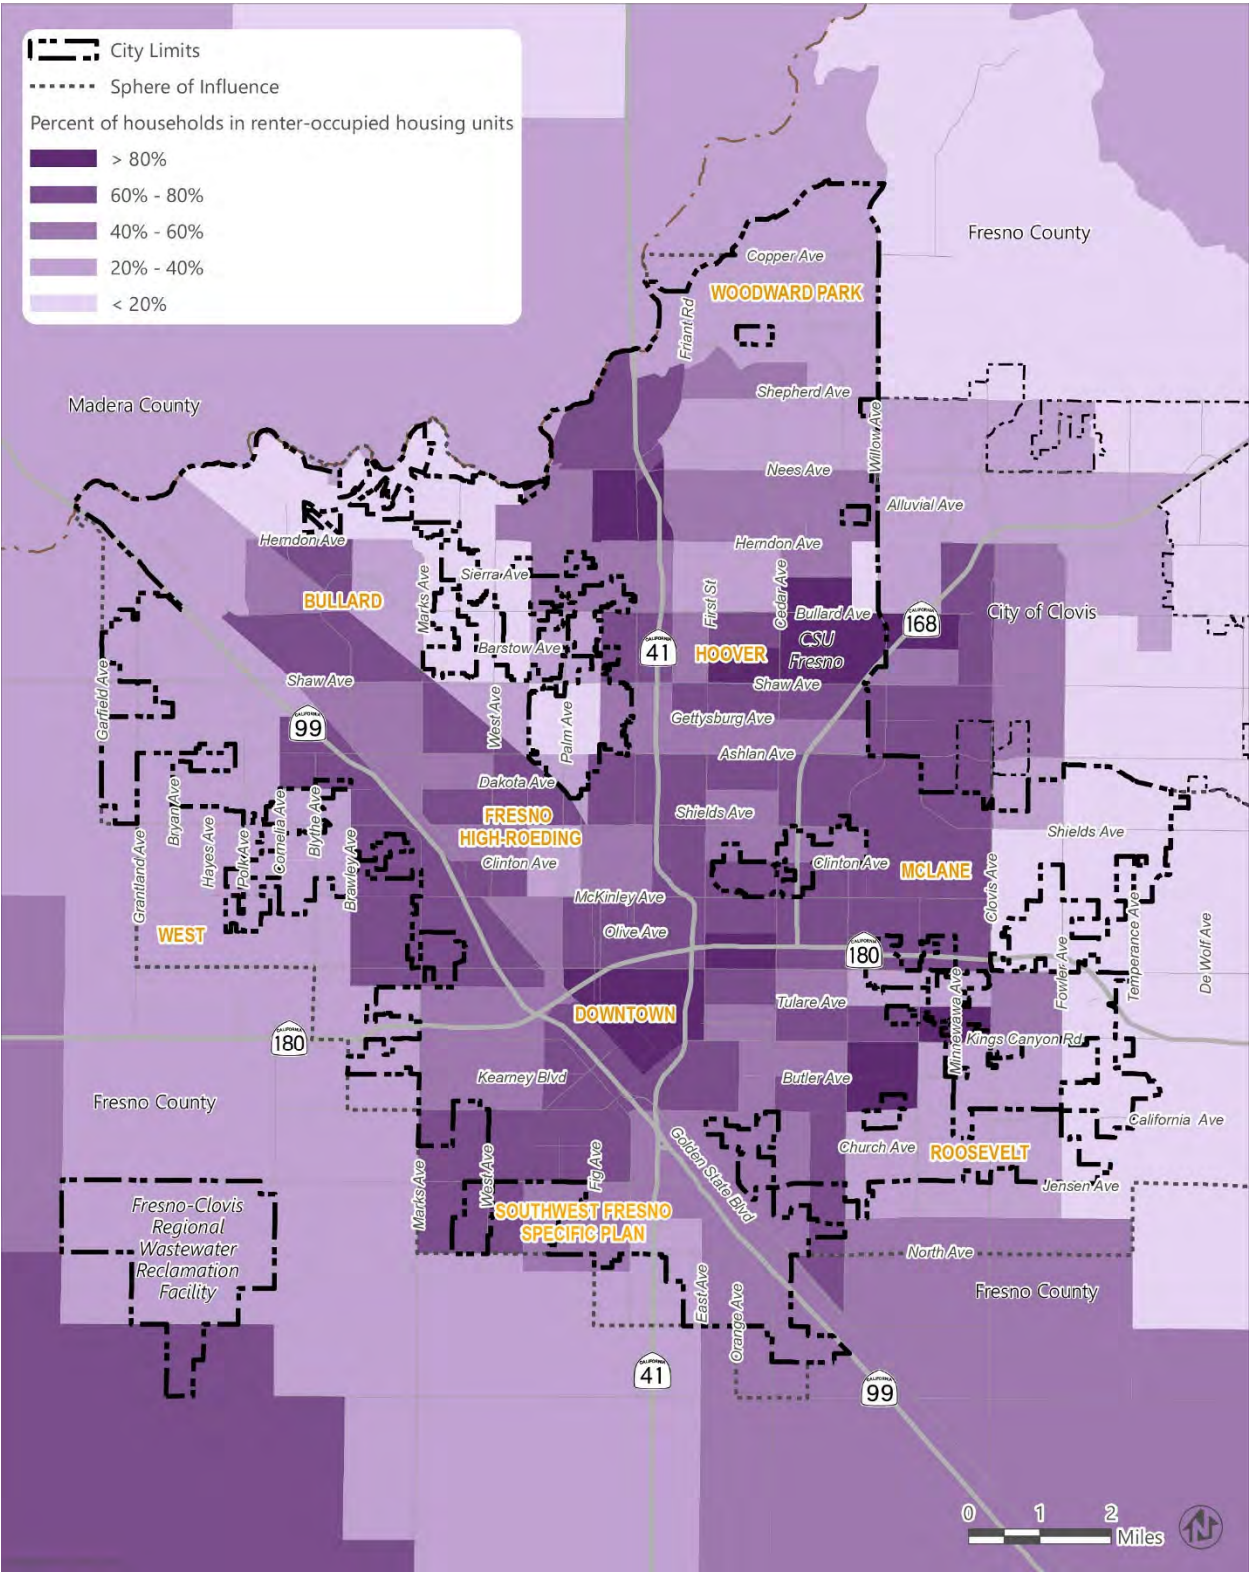 City Limits
Sphere of Influence
Percent of households in renter-occupied housing units
> 80%
60% - 80%
40% - 60%
20% - 40%
< 20%
Fresno County
Copper Ave
WOODWARD PARK
Friant Rd
Shepherd Ave
Madera County
Willow Ave
Nees Ave
Alluvial Ave
Herndon Ave
Herndon Ave
Sierra Ave
Marks Ave
First St
Cedar Ave
BULLARD
Bullard Ave
CALIFORNIA
168
City of Clovis
CSU
Fresno
CALIFORNIA
41
HOOVER
Barstow Ave
Shaw Ave
Shaw Ave
Garfield Ave
CALIFORNIA
99
West Ave
Palm Ave
Gettysburg Ave
Ashlan Ave
Dakota Ave
FRESNO
HIGH-ROEDING
Shields Ave
Shields Ave
Bryan Ave
Hayes Ave
Polk Ave
Cornelia Ave
Blythe Ave
Brawley Ave
Grantland Ave
Clinton Ave
Clinton Ave
MCLANE
Clovis Ave
McKinley Ave
Olive Ave
WEST
CALIFORNIA
180
Fowler Ave
Temperance Ave
De Wolf Ave
Minnewawa Ave
Tulare Ave
DOWNTOWN
CALIFORNIA
180
Kings Canyon Rd
Kearney Blvd
Butler Ave
Fresno County
California Ave
Church Ave
ROOSEVELT
Golden State Blvd
Marks Ave
West Ave
Fig Ave
Jensen Ave
Fresno-Clovis
Regional
Wastewater
Reclamation
Facility
SOUTHWEST FRESNO
SPECIFIC PLAN
North Ave
East Ave
Orange Ave
Fresno County
CALIFORNIA
41
CALIFORNIA
99
0 1 2
Miles
N